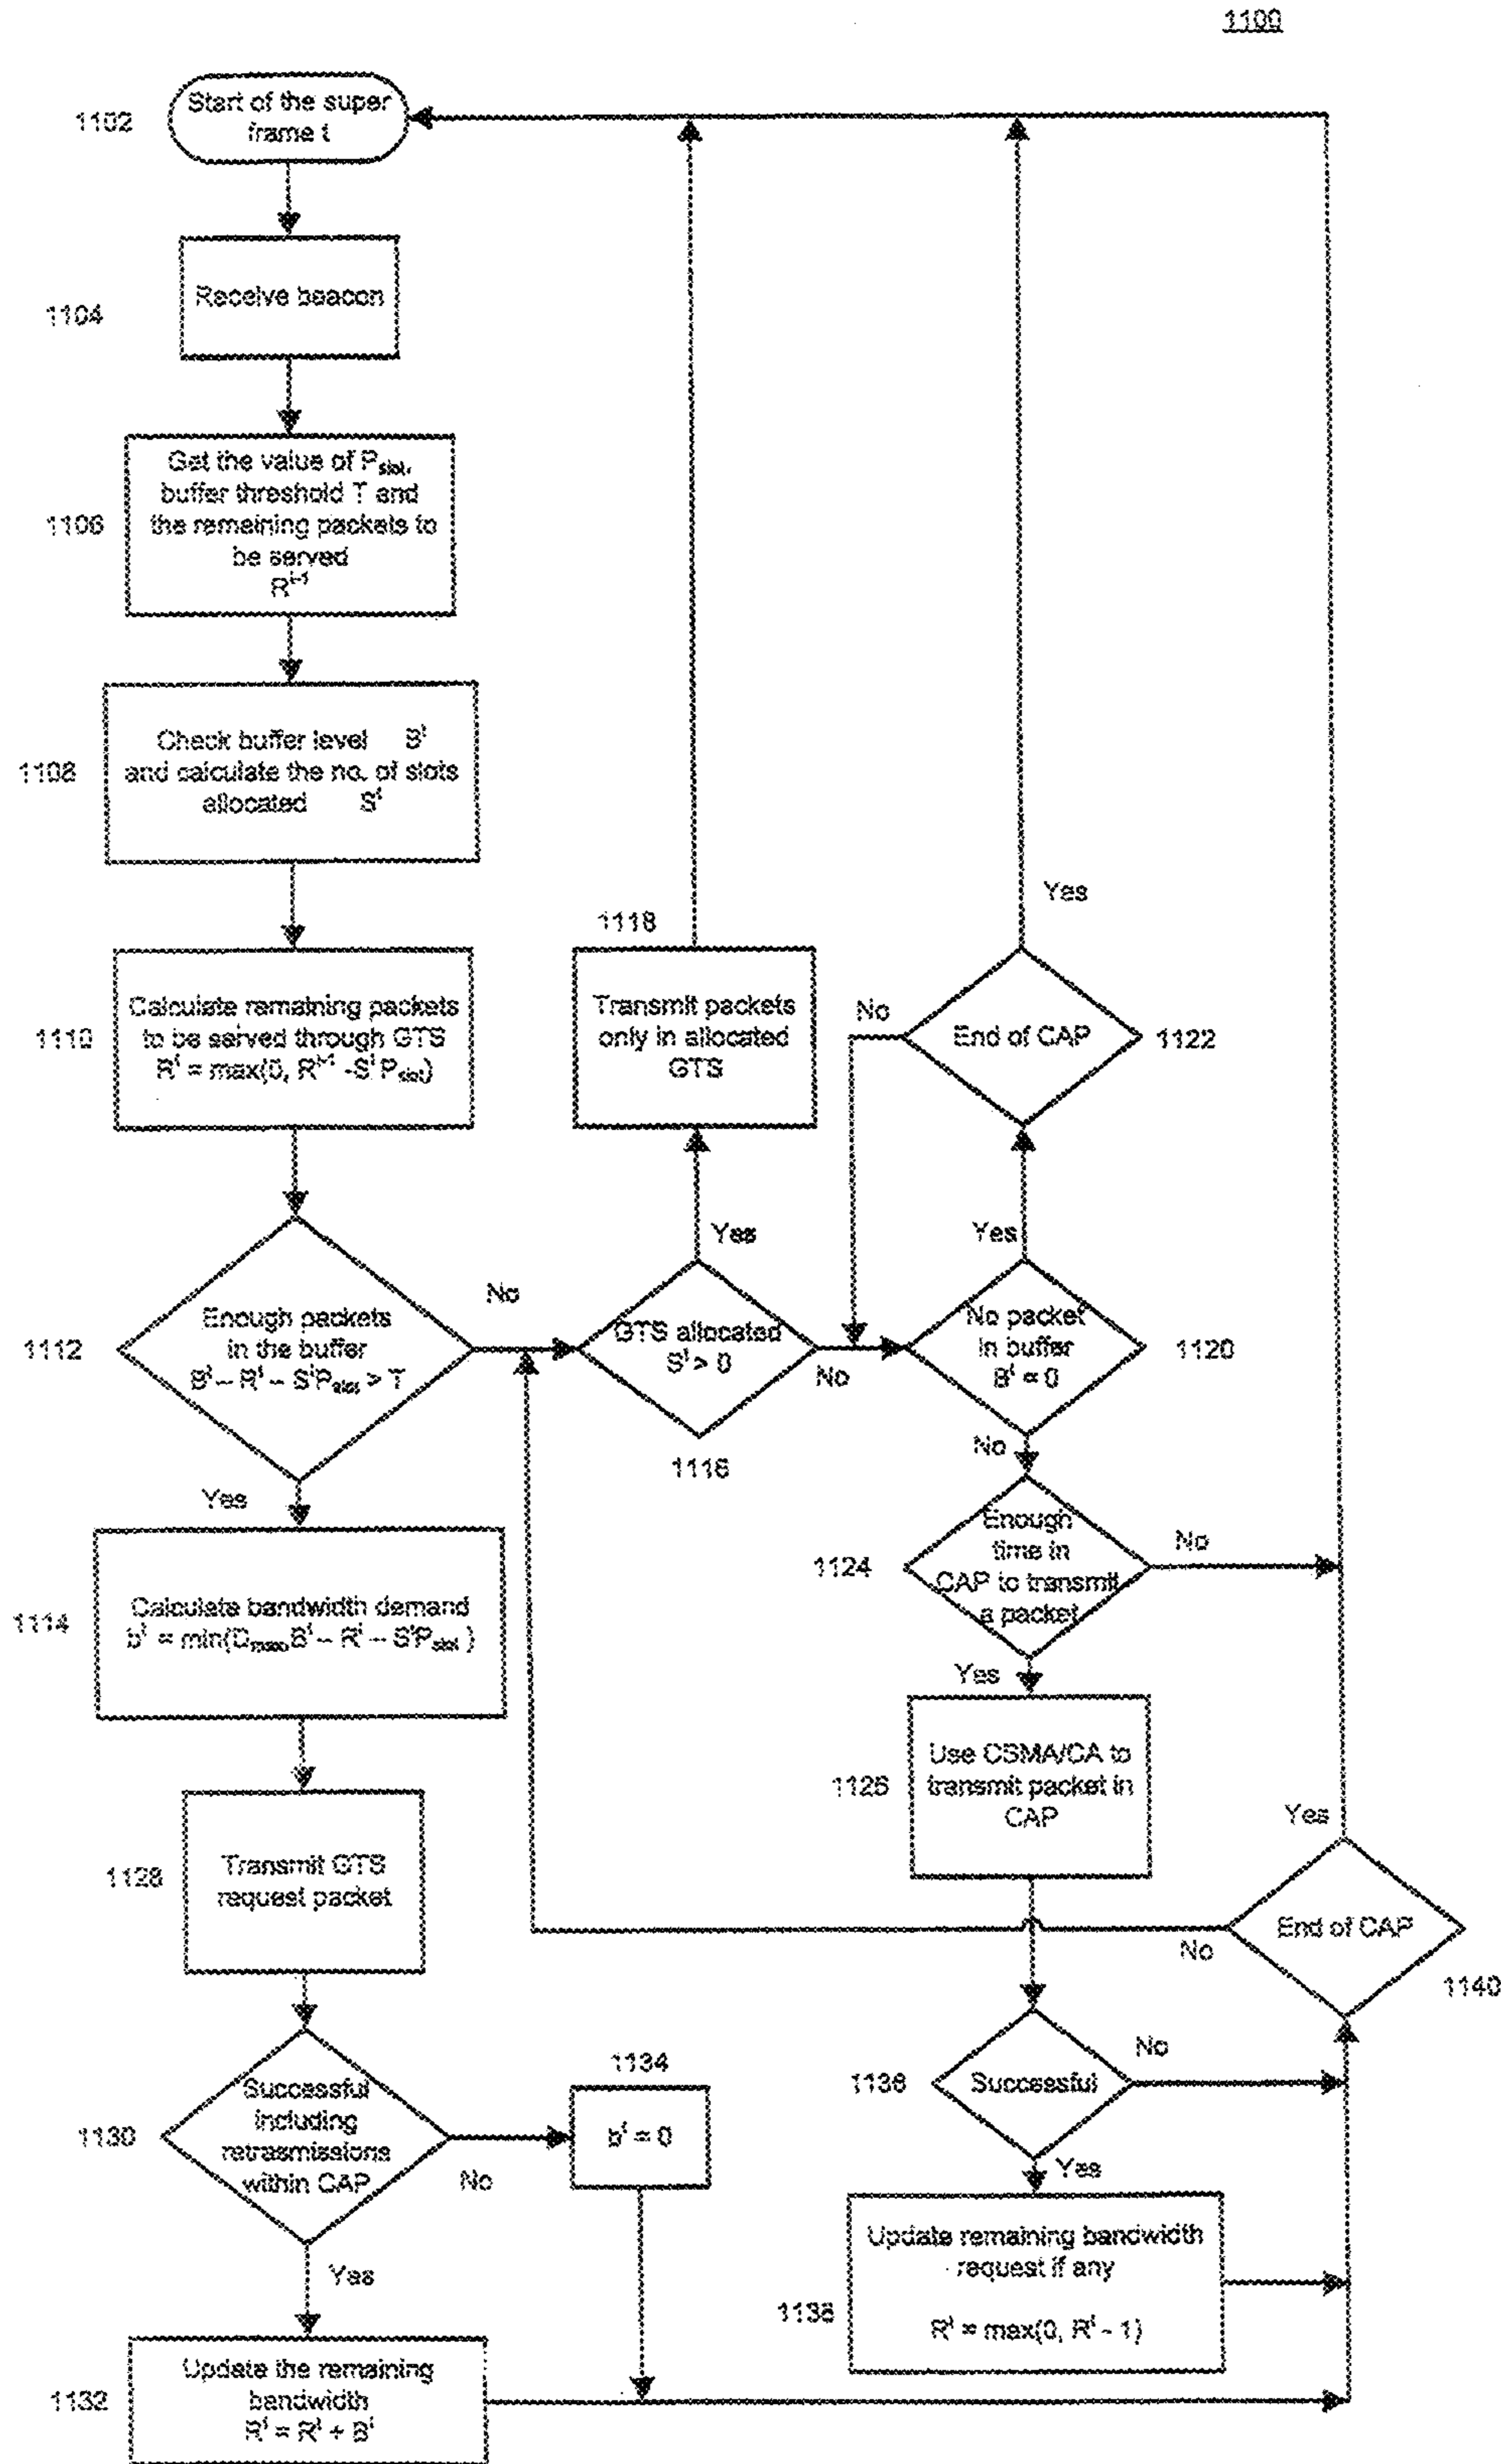 1100
1102
Start of the super
frame t
1104
Receive beacon
1106
Get the value of P_slot,
buffer threshold T and
the remaining packets to
be served
R^t-1
1108
Check buffer level B^t
and calculate the no. of slots
allocated S^t
1110
Calculate remaining packets
to be served through GTS
R^t = max(0, R^t-1 -S^t P_slot)
1118
Transmit packets
only in allocated
GTS
Yes
No
End of CAP
1122
1112
Enough packets
in the buffer
B^t – R^t – S^tP_slot > T
No
Yes
GTS allocated
S^t > 0
Yes
No
1116
No packet
in buffer
B^t = 0
Yes
1120
No
1124
Enough
time in
CAP to transmit
a packet
No
Yes
1114
Calculate bandwidth demand
b^t = min(D_max, B^t – R^t – S^tP_slot )
1126
Use CSMA/CA to
transmit packet in
CAP
Yes
1128
Transmit GTS
request packet
End of CAP
No
1140
1130
Successful
including
retrasmissions
within CAP
No
Yes
1134
b^t = 0
1136
Successful
No
Yes
1138
Update remaining bandwidth
request if any
R^t = max(0, R^t - 1)
1132
Update the remaining
bandwidth
R^t = R^t + B^t